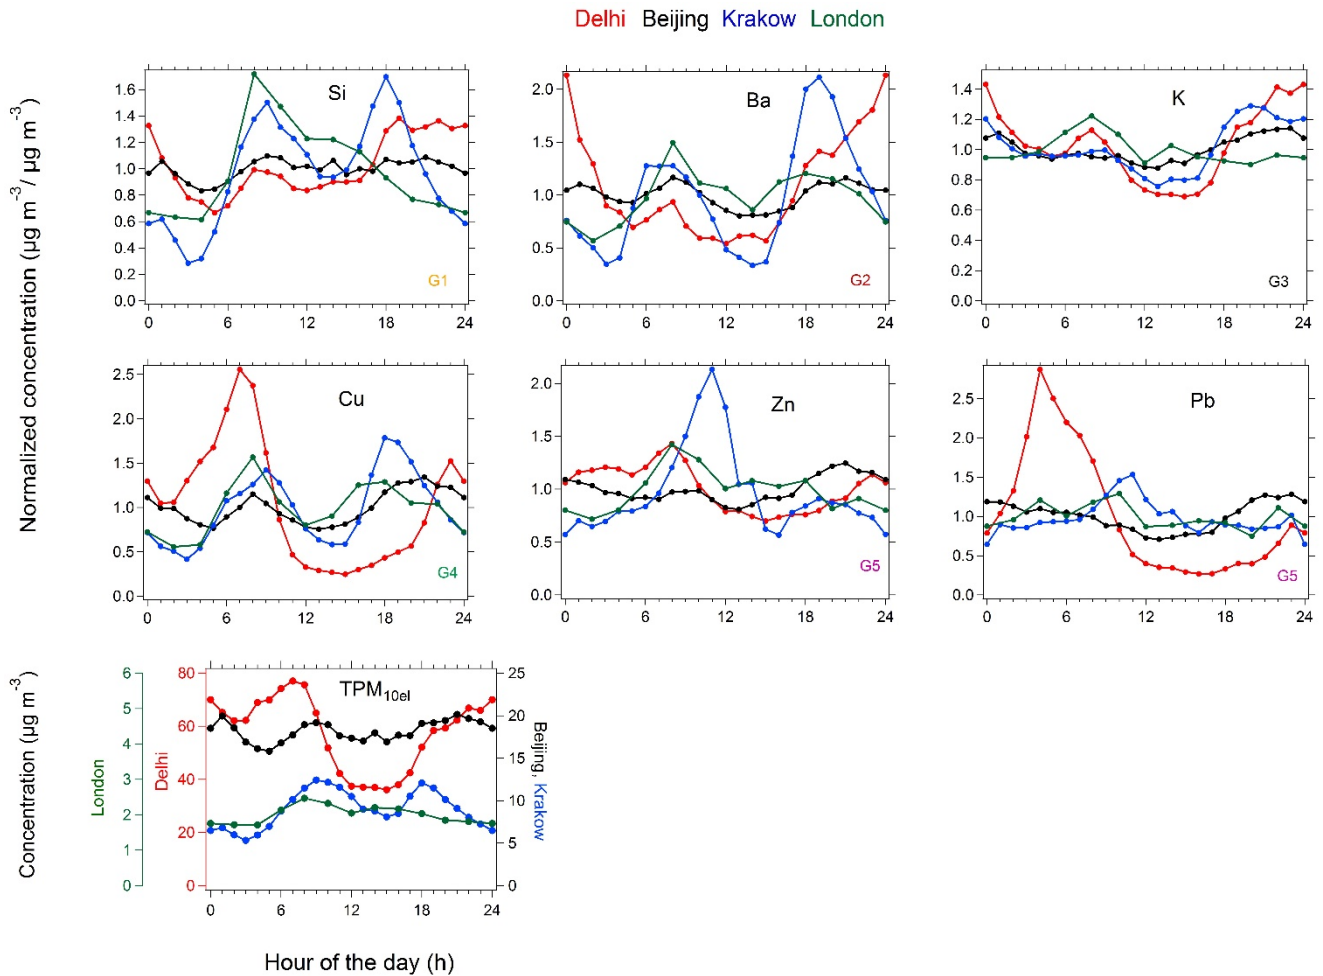 Delhi Beijing Krakow London
Normalized concentration (µg m⁻³/ µg m⁻³)
Si
1.6
1.4
1.2
1.0
0.8
0.6
0.4
0.2
0.0
G1
0 6 12 18 24
Ba
2.0
1.5
1.0
0.5
0.0
G2
0 6 12 18 24
K
1.4
1.2
1.0
0.8
0.6
0.4
0.2
0.0
G3
0 6 12 18 24
Cu
2.5
2.0
1.5
1.0
0.5
0.0
G4
0 6 12 18 24
Zn
2.0
1.5
1.0
0.5
0.0
G5
0 6 12 18 24
Pb
2.5
2.0
1.5
1.0
0.5
0.0
G5
0 6 12 18 24
Concentration (µg m⁻³)
London
6
5
4
3
2
1
0
Delhi
80
60
40
20
0
TPM10el
25
20
15
10
5
0
Beijing, Krakow
0 6 12 18 24
Hour of the day (h)